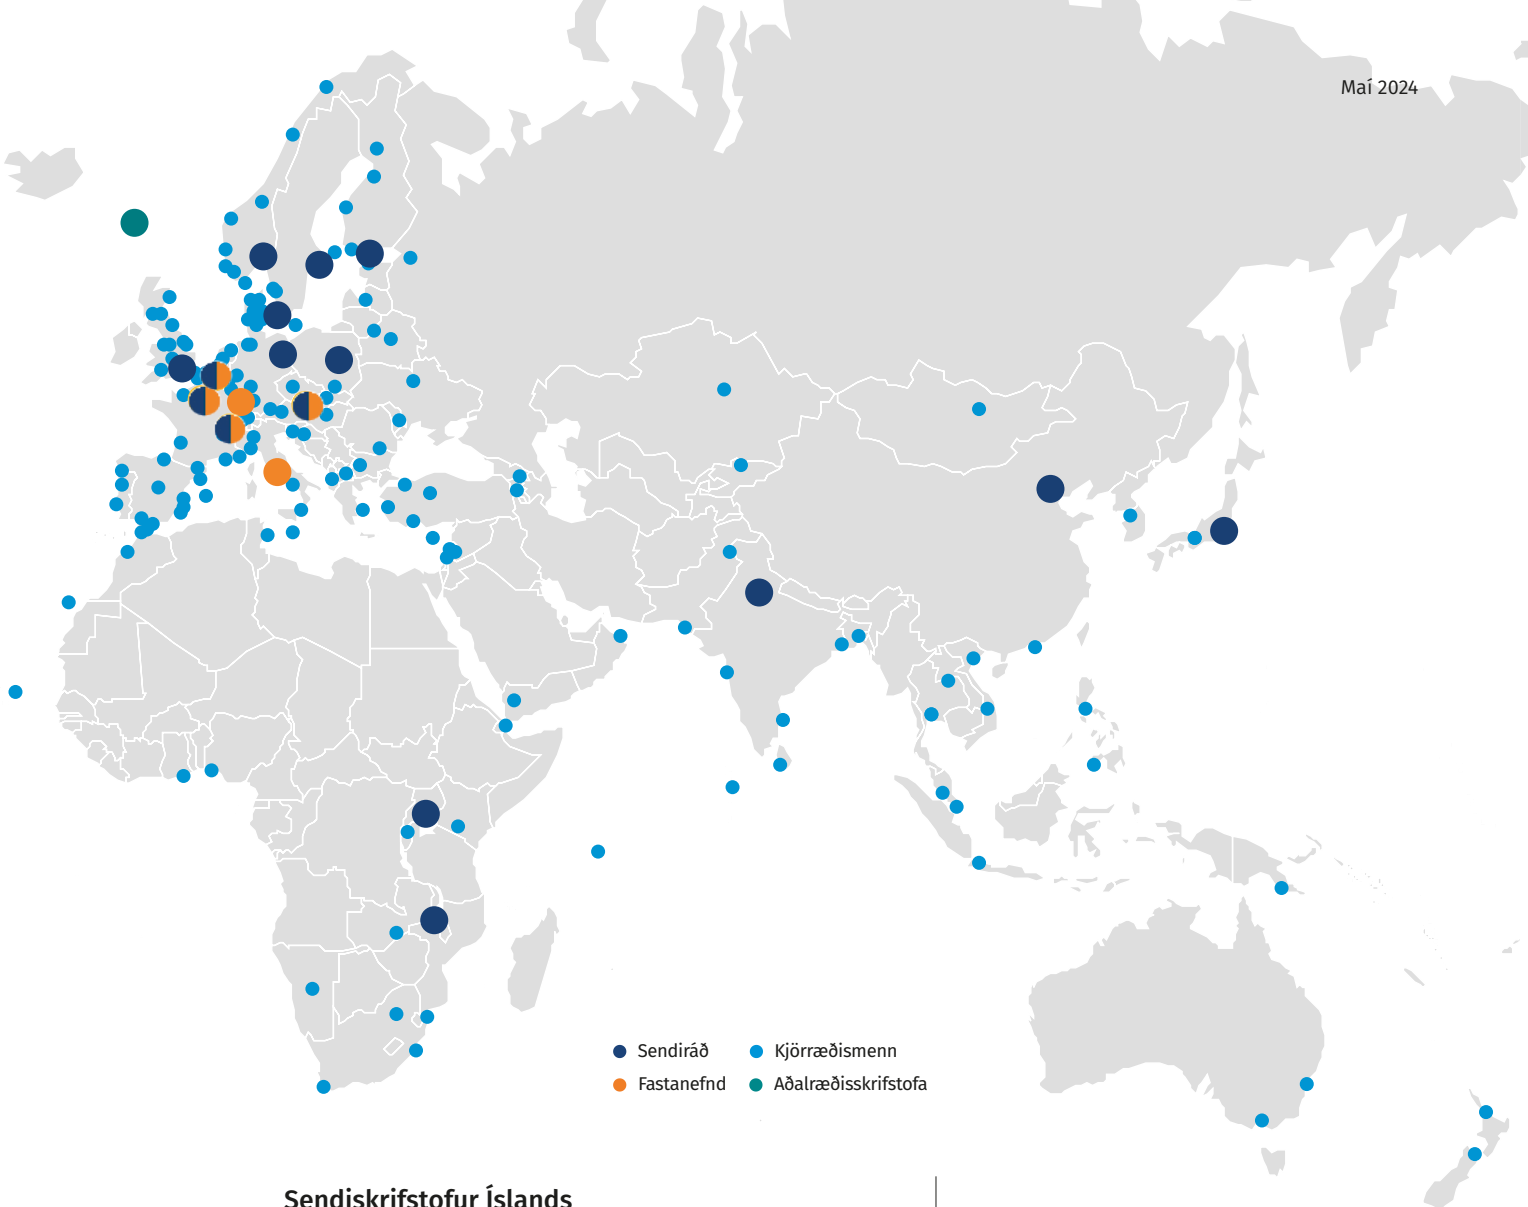 Maí 2024
Sendiráð
Kjörræðismenn
Fastanefnd
Aðalræðisskrifstofa
Sendiskrifstofur Íslands